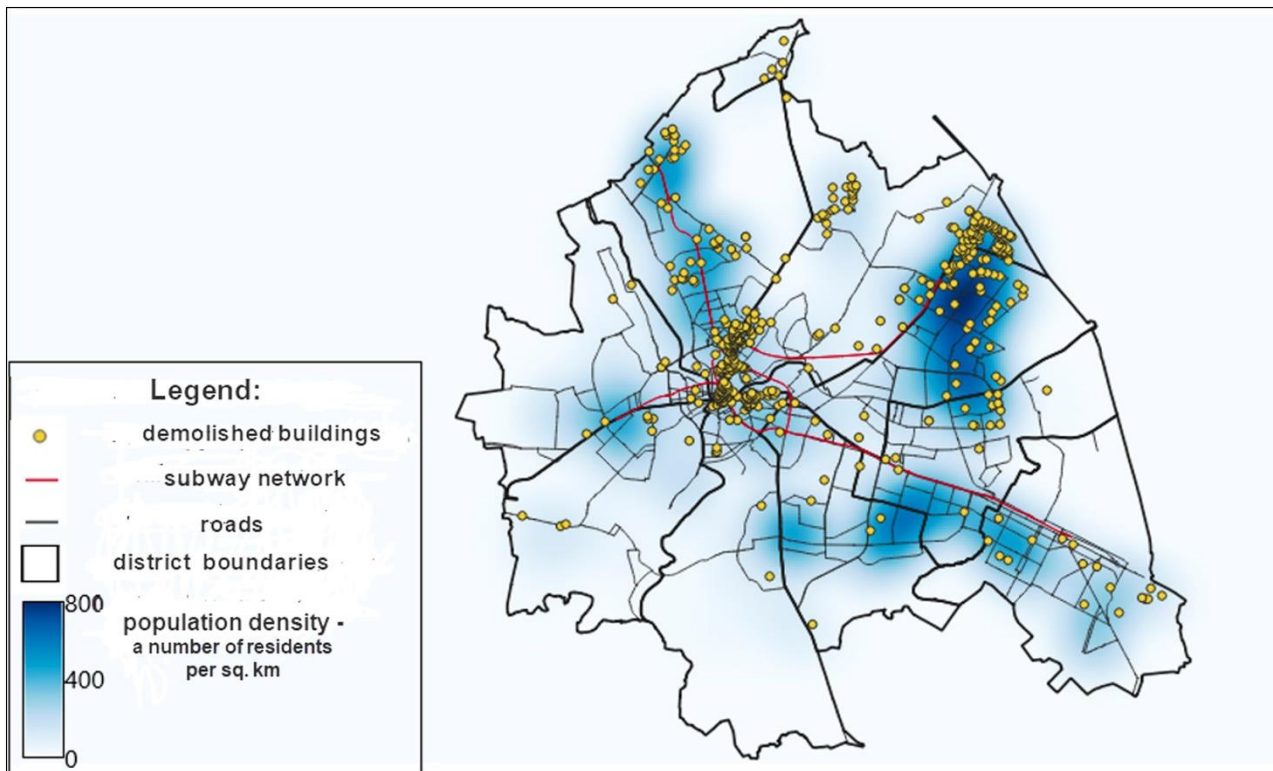 Legend:
demolished buildings
subway network
roads
district boundaries
800
population density -
a number of residents
per sq. km
400
0